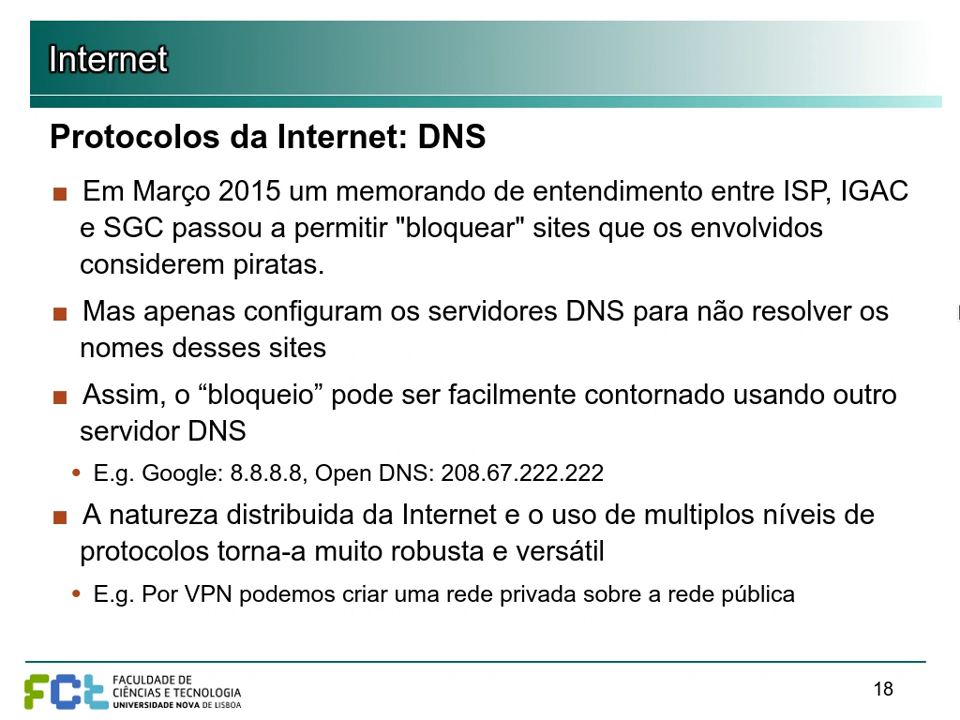 Internet
Protocolos da Internet: DNS
■ Em Março 2015 um memorando de entendimento entre ISP, IGAC
e SGC passou a permitir "bloquear" sites que os envolvidos
considerem piratas.
■ Mas apenas configuram os servidores DNS para não resolver os
nomes desses sites
■ Assim, o “bloqueio” pode ser facilmente contornado usando outro
servidor DNS
• E.g. Google: 8.8.8.8, Open DNS: 208.67.222.222
■ A natureza distribuida da Internet e o uso de multiplos níveis de
protocolos torna-a muito robusta e versátil
• E.g. Por VPN podemos criar uma rede privada sobre a rede pública
FCT
FACULDADE DE
CIÊNCIAS E TECNOLOGIA
UNIVERSIDADE NOVA DE LISBOA
18